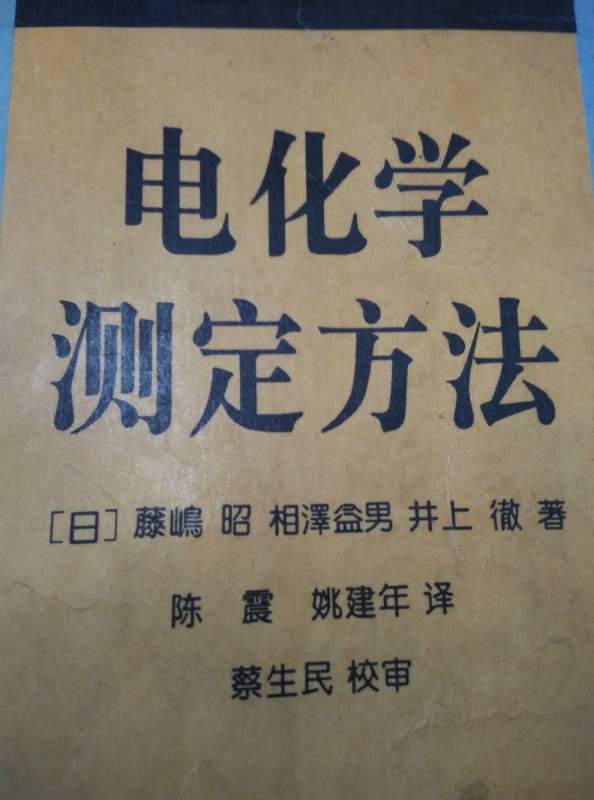 电化学
测定方法
[日] 藤嶋 昭 相澤益男 井上 徹 著
陈 震 姚建年 译
蔡生民 校审